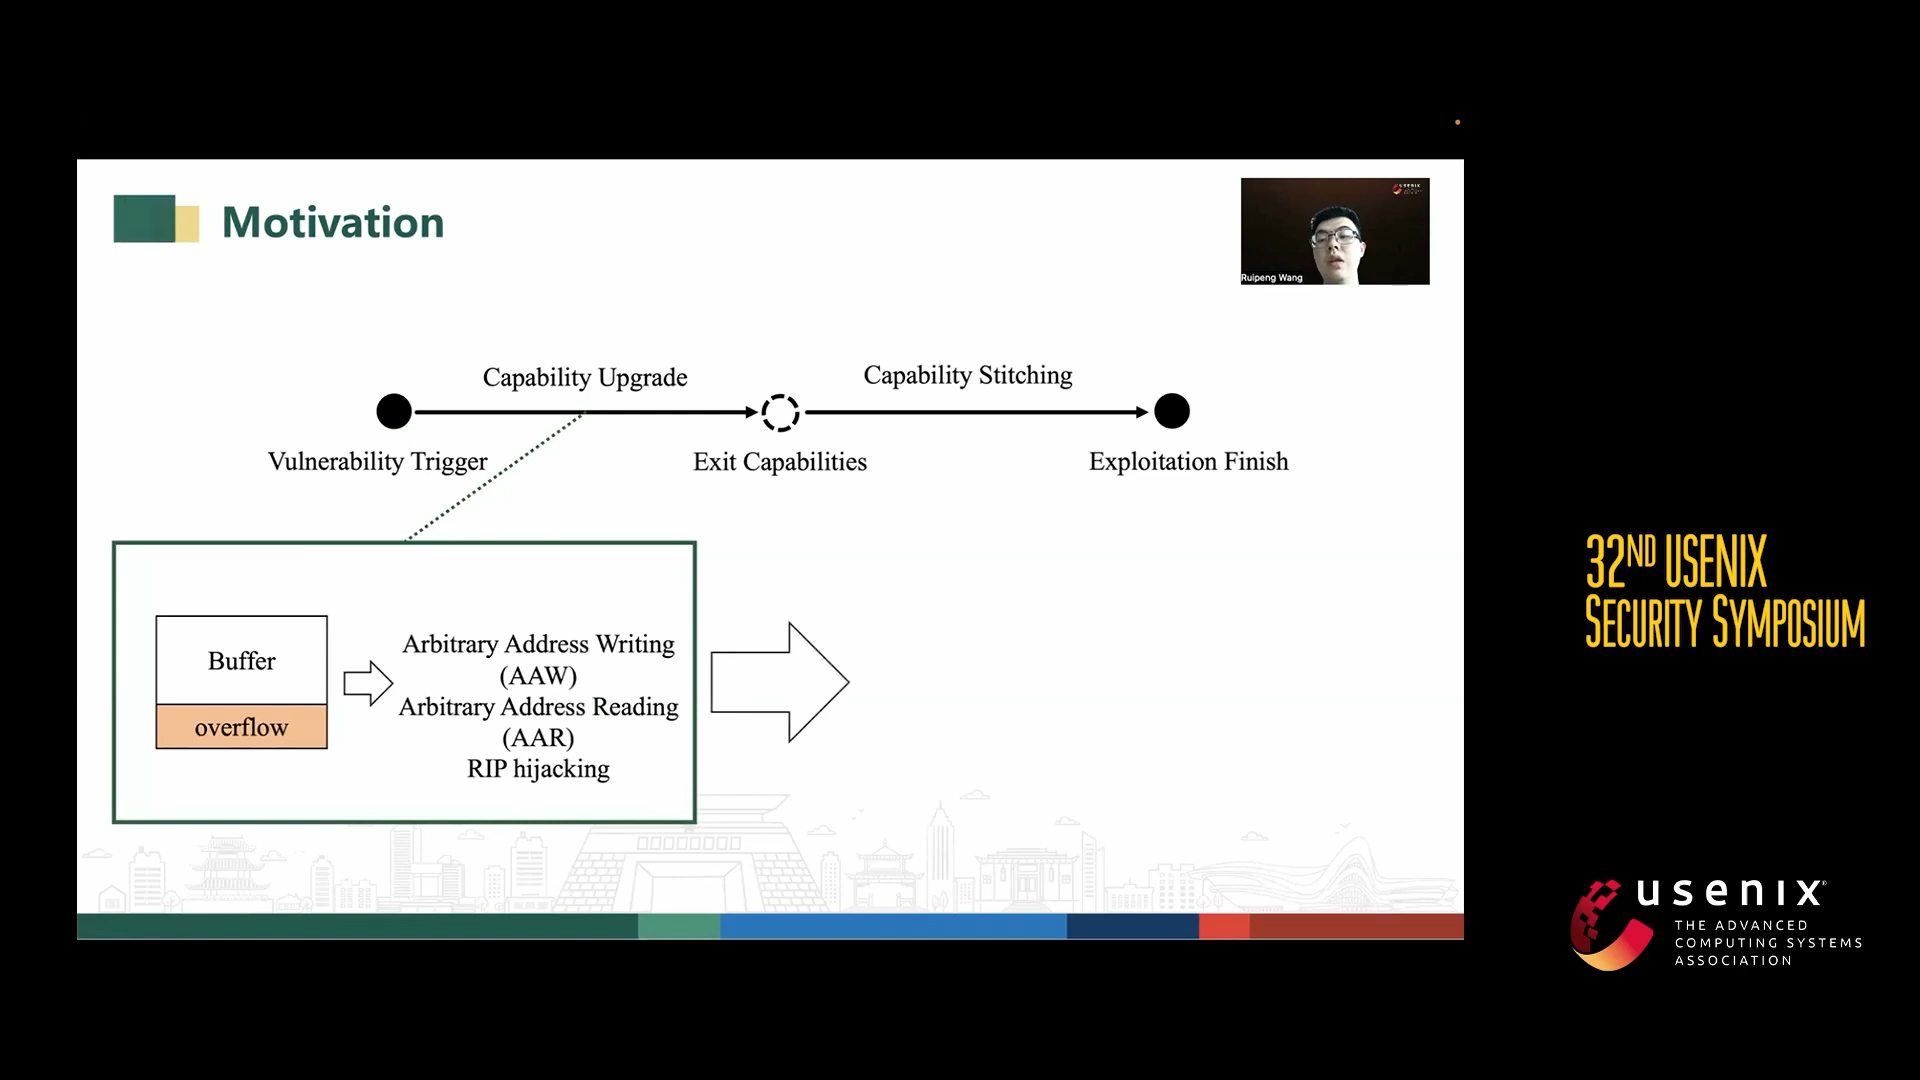 Motivation
Ruipeng Wang
Capability Upgrade
Capability Stitching
Vulnerability Trigger
Exit Capabilities
Exploitation Finish
Buffer
overflow
Arbitrary Address Writing
(AAW)
Arbitrary Address Reading
(AAR)
RIP hijacking
32ND USENIX
SECURITY SYMPOSIUM
usenix®
THE ADVANCED
COMPUTING SYSTEMS
ASSOCIATION